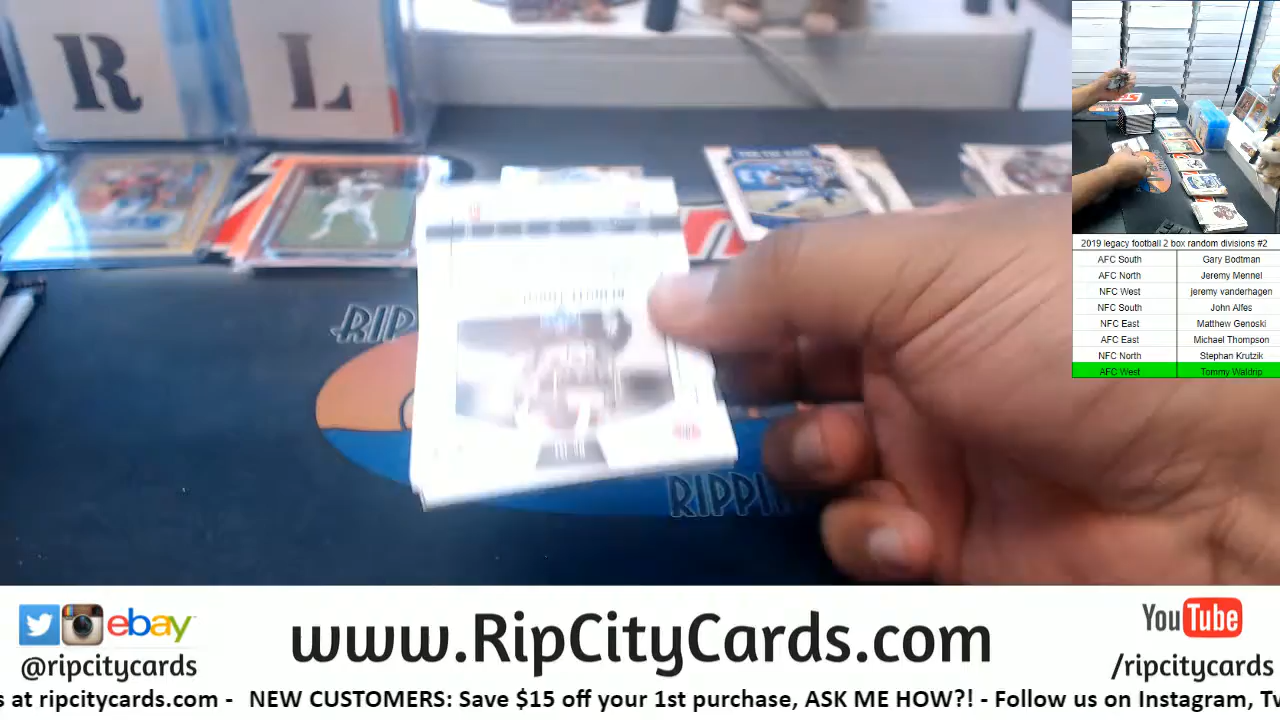 R L
RIP
RIPPI
2019 legacy football 2 box random divisions #2
AFC South Gary Bodtman
AFC North Jeremy Mennel
NFC West jeremy vanderhagen
NFC South John Alfes
NFC East Matthew Genoski
AFC East Michael Thompson
NFC North Stephan Krutzik
AFC West Tommy Waldrip
ebay
@ripcitycards
www.RipCityCards.com
YouTube
/ripcitycards
s at ripcitycards.com - NEW CUSTOMERS: Save $15 off your 1st purchase, ASK ME HOW?! - Follow us on Instagram, Tw